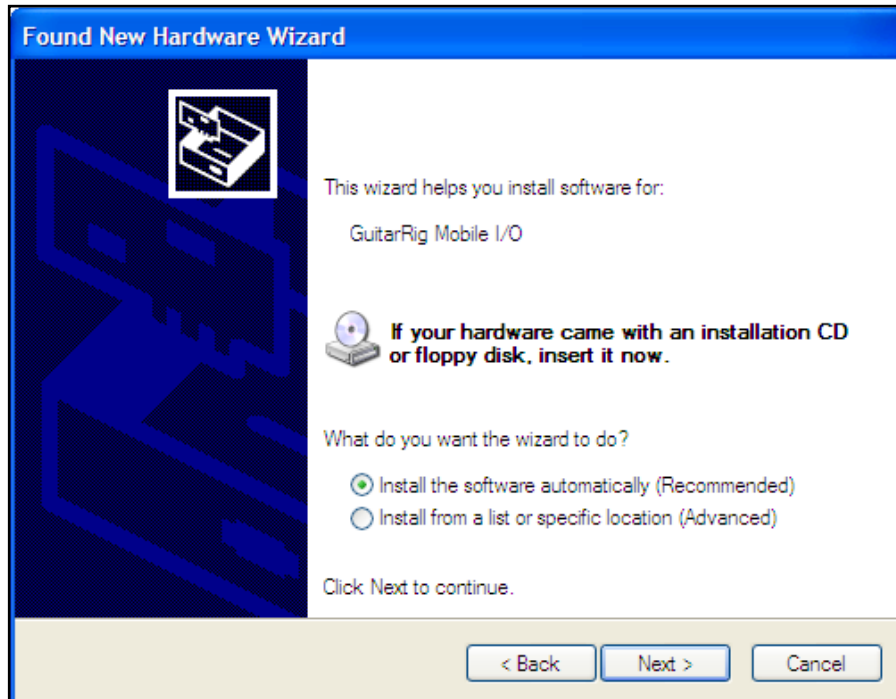 Found New Hardware Wizard
This wizard helps you install software for:
GuitarRig Mobile I/O
If your hardware came with an installation CD
or floppy disk, insert it now.
What do you want the wizard to do?
Install the software automatically (Recommended)
Install from a list or specific location (Advanced)
Click Next to continue.
< Back
Next >
Cancel